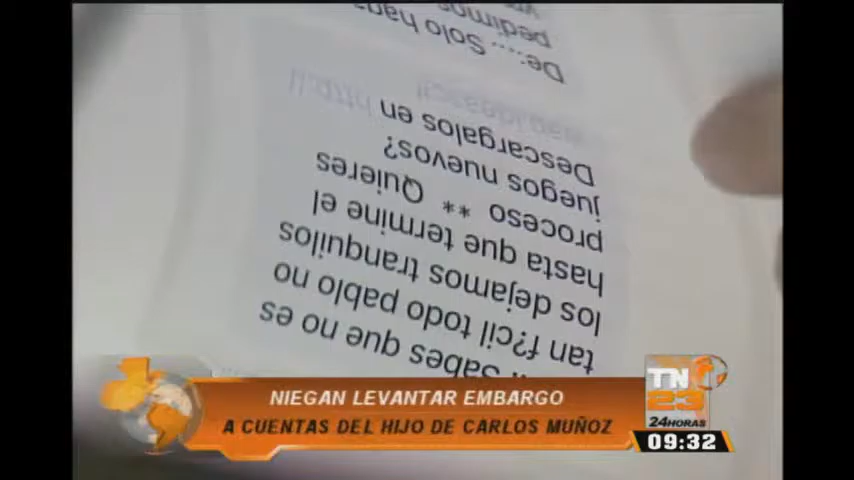 Sabes que no es
tan f?cil todo pablo no
los dejamos tranquilos
hasta que termine el
proceso ** Quieres
juegos nuevos?
Descargalos en
De:.... Solo
pedimos
NIEGAN LEVANTAR EMBARGO
A CUENTAS DEL HIJO DE CARLOS MUÑOZ
TN
23
24HORAS
09:32